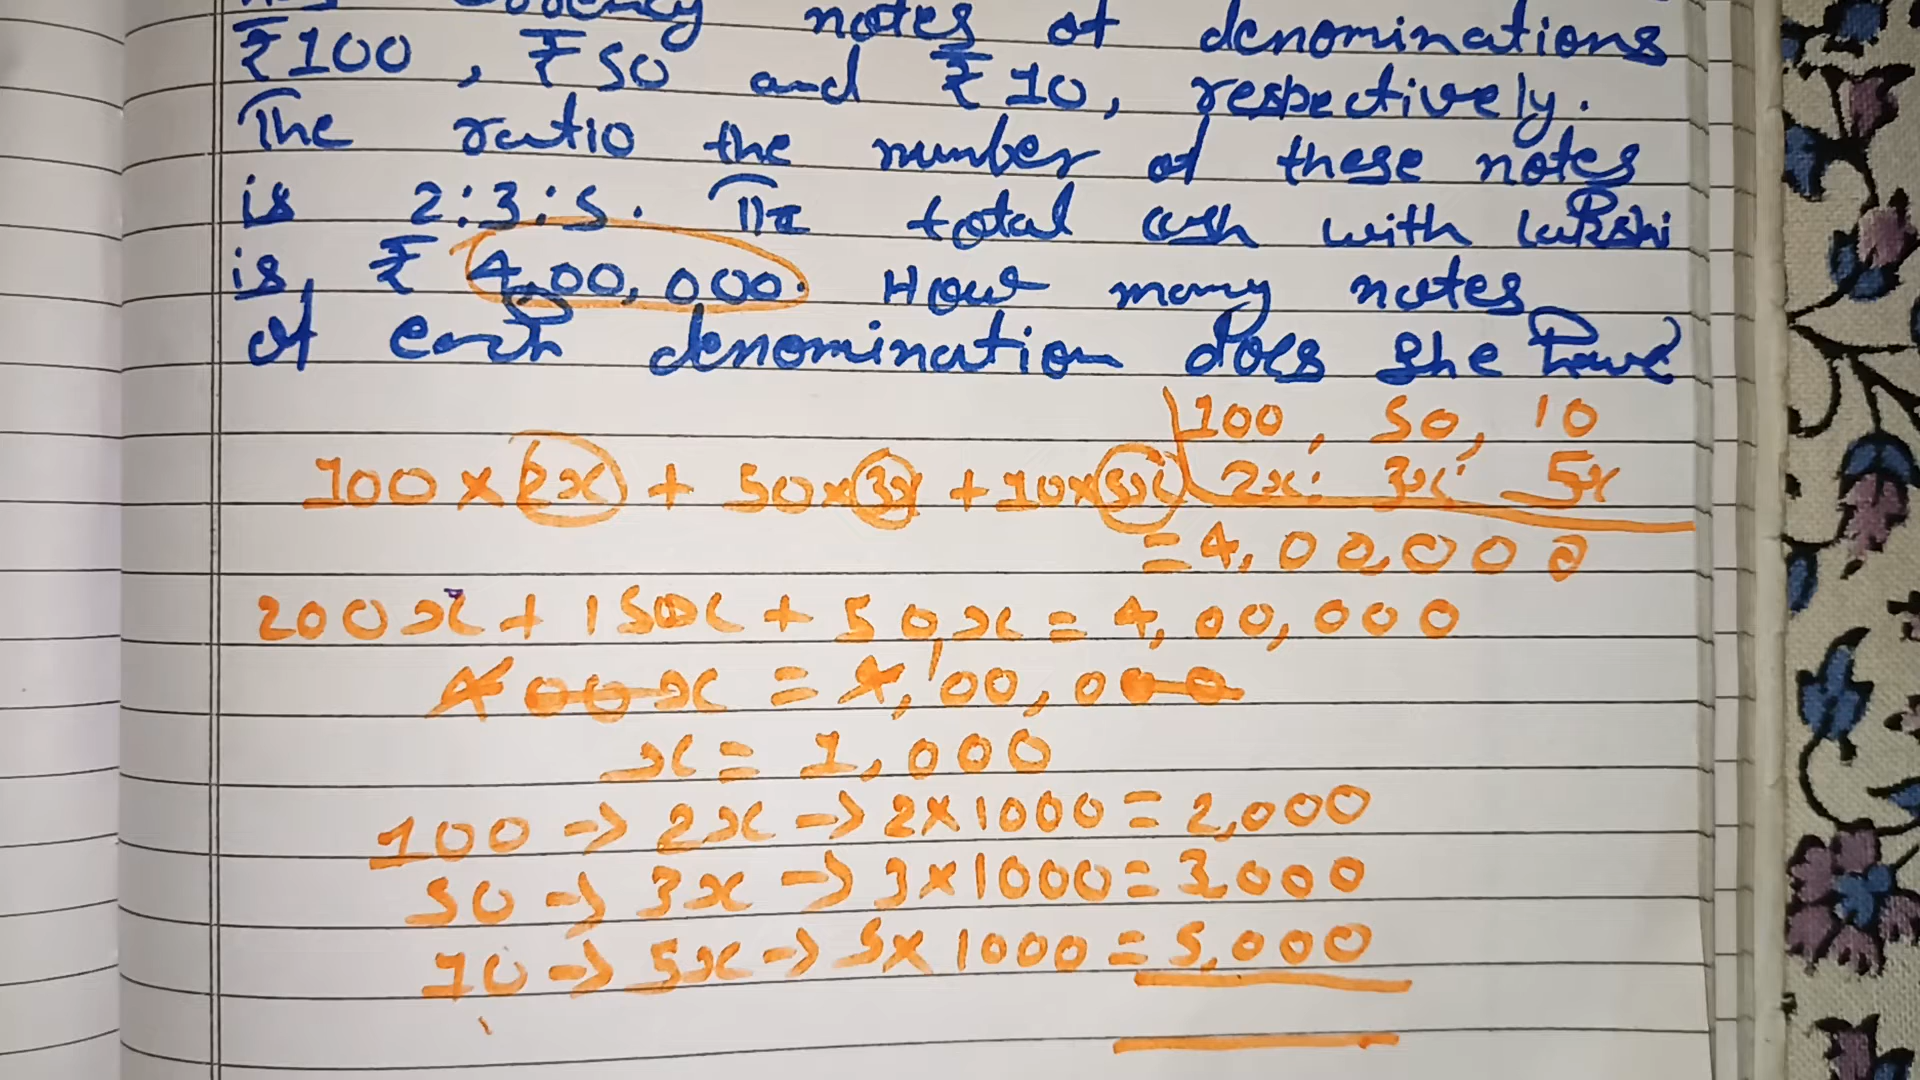 currency notes of denominations
₹100, ₹50 and ₹10, respectively.
The ratio the number of these notes
is 2:3:5. The total cash with lakshi
is ₹ 4,00,000. How many notes
of each denomination does she have
100, 50, 10
2x: 3x: 5x
100 × 2x + 50×3x + 10×5x
= 4,00,000
200x + 150x + 50x = 4,00,000
400x = 4,00,000
x = 1,000
100 → 2x → 2×1000 = 2,000
50 → 3x → 3×1000 = 3000
10 → 5x → 5×1000 = 5,000